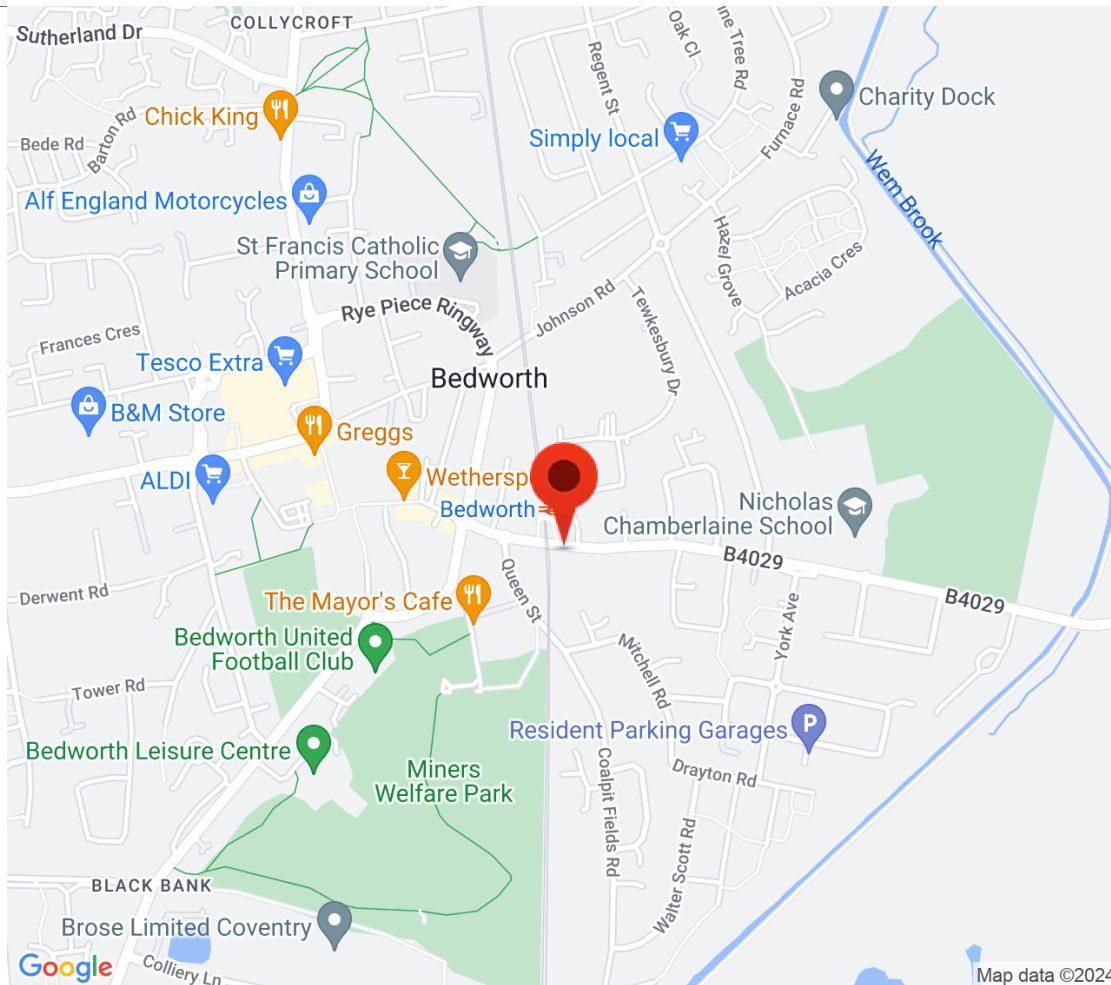 COLLYCROFT
Sutherland Dr
Oak Cl
ine Tree Rd
Regent St
Furnace Rd
Charity Dock
Chick King
Barton Rd
Bede Rd
Simply local
Wem Brook
Alf England Motorcycles
St Francis Catholic
Primary School
Hazel Grove
Acacia Cres
Rye Piece Ringway
Johnson Rd
Tewkesbury Dr
Frances Cres
Tesco Extra
Bedworth
B&M Store
Greggs
ALDI
Wethersp
Bedworth
Nicholas
Chamberlaine School
B4029
B4029
Queen St
Derwent Rd
The Mayor's Cafe
York Ave
Bedworth United
Football Club
Mitchell Rd
Tower Rd
Resident Parking Garages
P
Bedworth Leisure Centre
Miners
Welfare Park
Drayton Rd
Coalpit Fields Rd
Walter Scott Rd
BLACK BANK
Brose Limited Coventry
Colliery Ln
Google
Map data ©2024